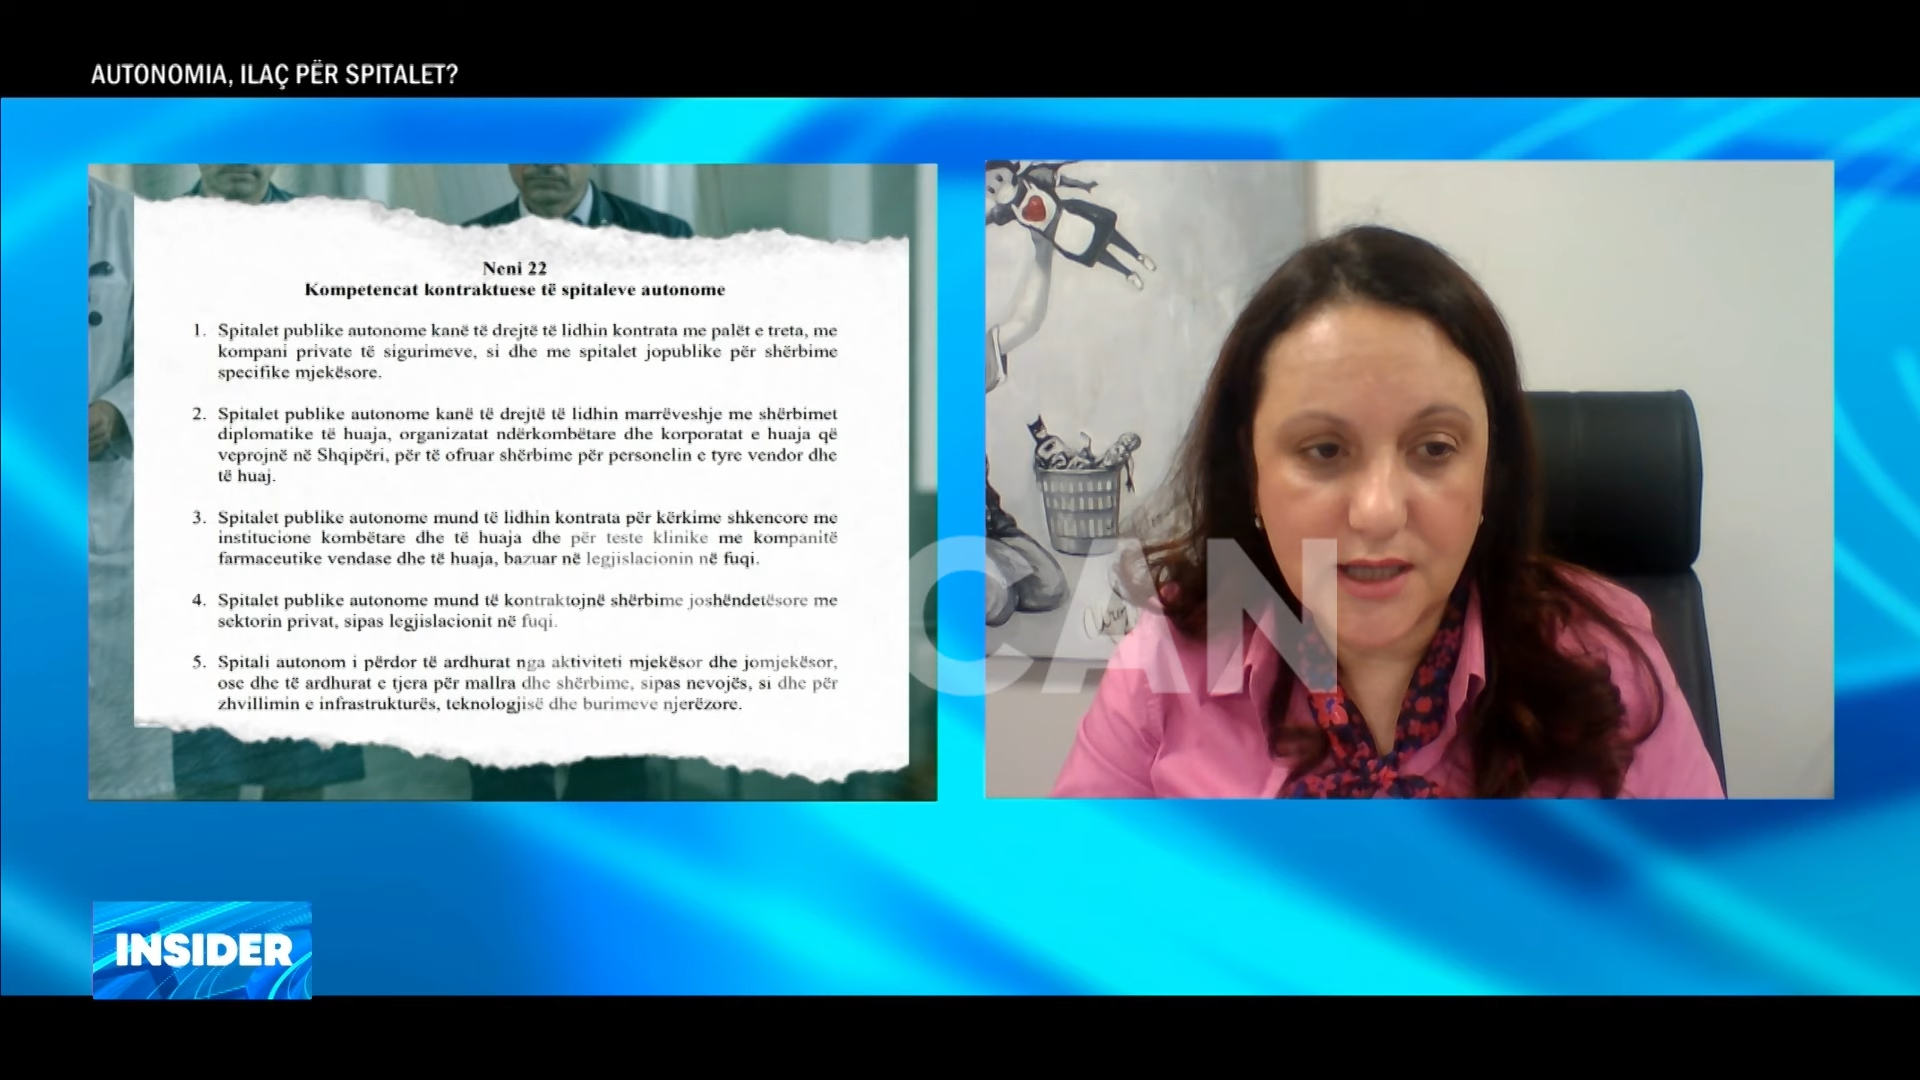 AUTONOMIA, ILAÇ PËR SPITALET?
Neni 22
Kompetencat kontraktuese të spitaleve autonome
1. Spitalet publike autonome kanë të drejtë të lidhin kontrata me palët e treta, me
kompani private të sigurimeve, si dhe me spitalet jopublike për shërbime
specifike mjekësore.
2. Spitalet publike autonome kanë të drejtë të lidhin marrëveshje me shërbimet
diplomatike të huaja, organizatat ndërkombëtare dhe korporatat e huaja që
veprojnë në Shqipëri, për të ofruar shërbime për personelin e tyre vendor dhe
të huaj.
3. Spitalet publike autonome mund të lidhin kontrata për kërkime shkencore me
institucione kombëtare dhe të huaja dhe për teste klinike me kompanitë
farmaceutike vendase dhe të huaja, bazuar në legjislacionin në fuqi.
4. Spitalet publike autonome mund të kontraktojnë shërbime joshëndetësore me
sektorin privat, sipas legjislacionit në fuqi.
5. Spitali autonom i përdor të ardhurat nga aktiviteti mjekësor dhe jomjekësor,
ose dhe të ardhurat e tjera për mallra dhe shërbime, sipas nevojës, si dhe për
zhvillimin e infrastrukturës, teknologjisë dhe burimeve njerëzore.
CAN
INSIDER